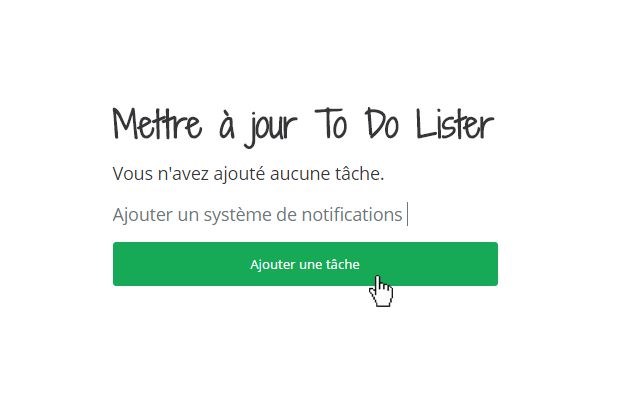 Mettre à jour To Do Lister
Vous n'avez ajouté aucune tâche.
Ajouter un système de notifications
Ajouter une tâche